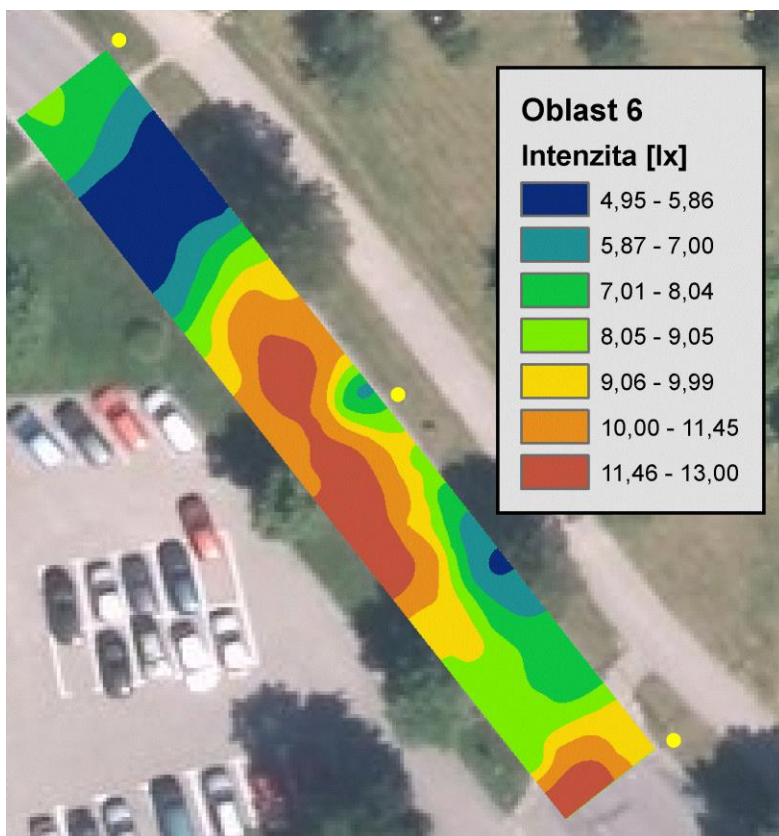 Oblast 6
Intenzita [lx]
4,95 - 5,86
5,87 - 7,00
7,01 - 8,04
8,05 - 9,05
9,06 - 9,99
10,00 - 11,45
11,46 - 13,00